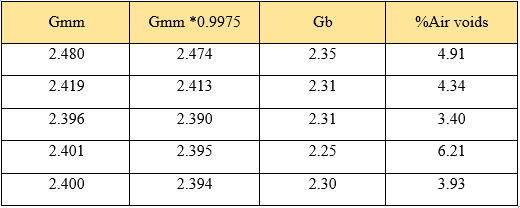 Gmm Gmm *0.9975 Gb %Air voids
2.480 2.474 2.35 4.91
2.419 2.413 2.31 4.34
2.396 2.390 2.31 3.40
2.401 2.395 2.25 6.21
2.400 2.394 2.30 3.93